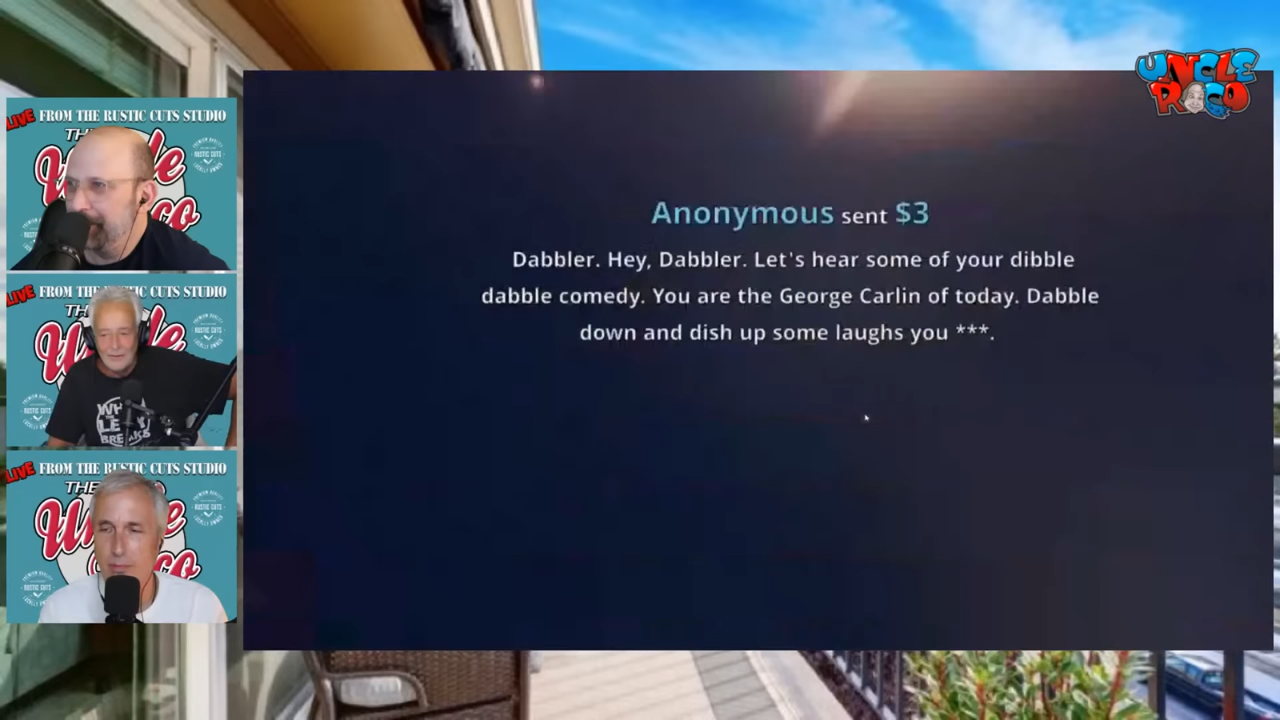 UNCLE
ROCO
LIVE FROM THE RUSTIC CUTS STUDIO
Anonymous sent $3
Dabbler. Hey, Dabbler. Let's hear some of your dibble
dabble comedy. You are the George Carlin of today. Dabble
down and dish up some laughs you ***.
LIVE FROM THE RUSTIC CUTS STUDIO
LIVE FROM THE RUSTIC CUTS STUDIO
THE